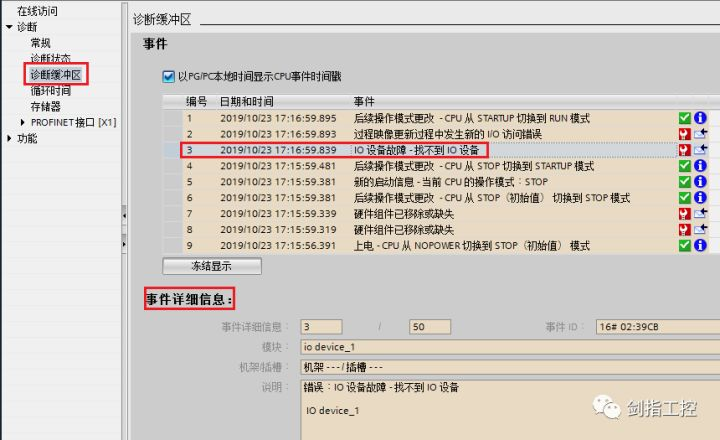 在线访问
诊断
常规
诊断状态
诊断缓冲区
循环时间
存储器
PROFINET接口 [X1]
功能
诊断缓冲区
事件
以PG/PC本地时间显示CPU事件时间戳
编号 日期和时间 事件
1 2019/10/23 17:16:59.895 后续操作模式更改 - CPU 从 STARTUP 切换到 RUN 模式
2 2019/10/23 17:16:59.893 过程映像更新过程中发生新的 I/O 访问错误
3 2019/10/23 17:16:59.839 IO 设备故障 - 找不到 IO 设备
4 2019/10/23 17:15:59.481 后续操作模式更改 - CPU 从 STOP 切换到 STARTUP 模式
5 2019/10/23 17:15:59.481 新的启动信息 - 当前 CPU 的操作模式：STOP
6 2019/10/23 17:15:59.481 后续操作模式更改 - CPU 从 STOP（初始值） 切换到 STOP 模式
7 2019/10/23 17:15:59.339 硬件组件已移除或缺失
8 2019/10/23 17:15:59.319 硬件组件已移除或缺失
9 2019/10/23 17:15:56.391 上电 - CPU 从 NOPOWER 切换到 STOP（初始值） 模式
冻结显示
事件详细信息：
事件详细信息： 3 / 50 事件 ID： 16# 02:39CB
模块： io device_1
机架/插槽： 机架 --- / 插槽 ---
说明： 错误：IO 设备故障 - 找不到 IO 设备
IO device_1
剑指工控